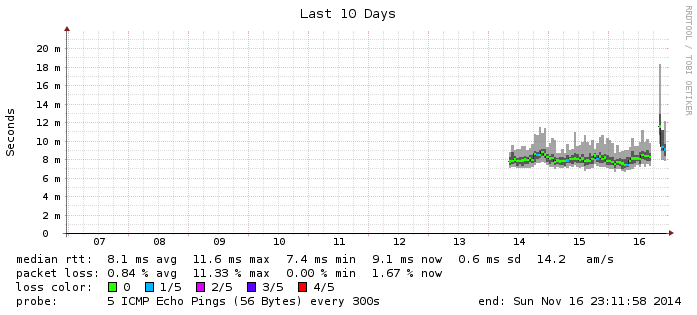 Last 10 Days
RRDTOOL / TOBI OETIKER
Seconds
20 m
18 m
16 m
14 m
12 m
10 m
8 m
6 m
4 m
2 m
0
07 08 09 10 11 12 13 14 15 16
median rtt: 8.1 ms avg 11.6 ms max 7.4 ms min 9.1 ms now 0.6 ms sd 14.2 am/s
packet loss: 0.84 % avg 11.33 % max 0.00 % min 1.67 % now
loss color: 0 1/5 2/5 3/5 4/5
probe: 5 ICMP Echo Pings (56 Bytes) every 300s end: Sun Nov 16 23:11:58 2014